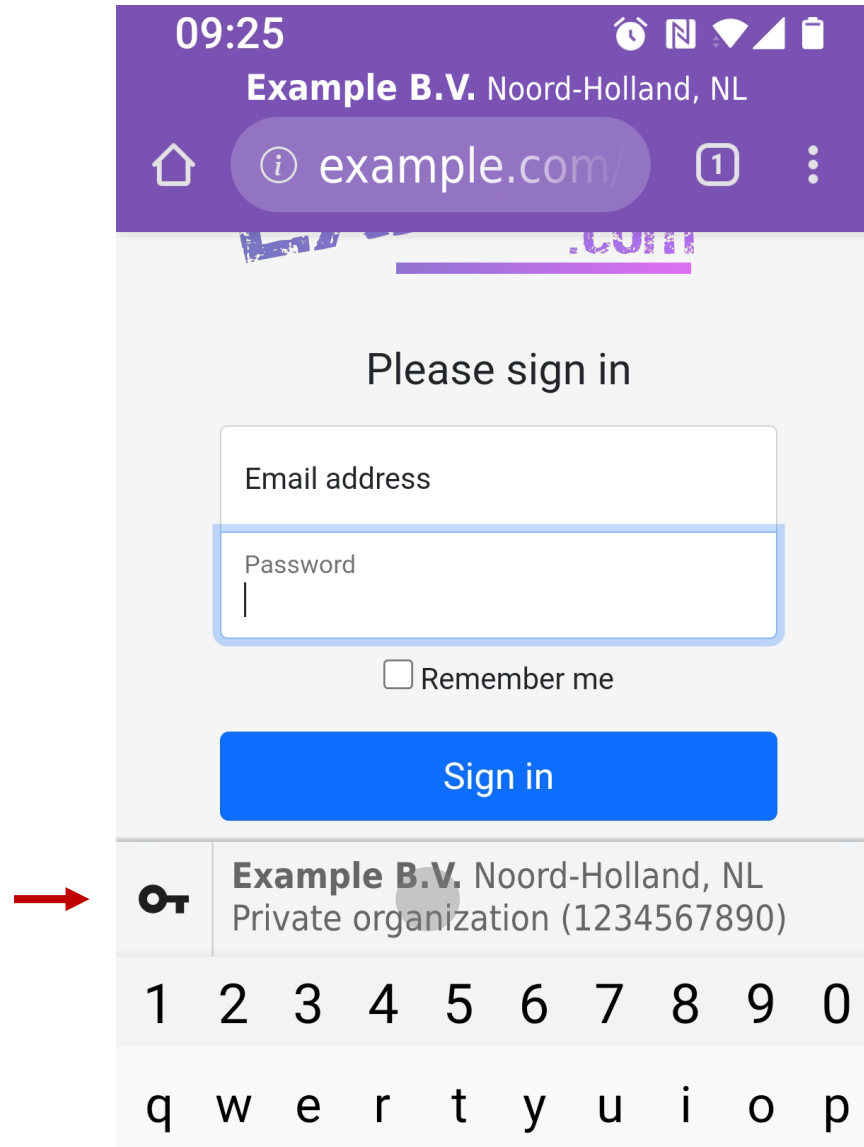 09:25
Example B.V. Noord-Holland, NL
example.com/
1
.com
Please sign in
Email address
Password
Remember me
Sign in
Example B.V. Noord-Holland, NL
Private organization (1234567890)
1 2 3 4 5 6 7 8 9 0
q w e r t y u i o p